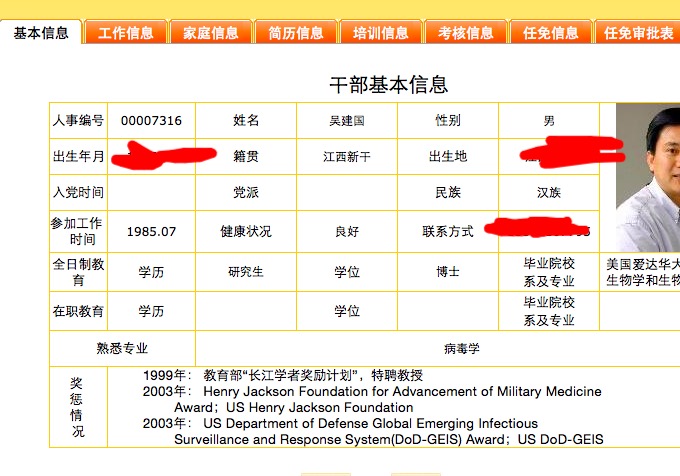 基本信息 工作信息 家庭信息 简历信息 培训信息 考核信息 任免信息 任免审批表
干部基本信息
人事编号 00007316 姓名 吴建国 性别 男
出生年月 籍贯 江西新干 出生地
入党时间 党派 民族 汉族
参加工作时间 1985.07 健康状况 良好 联系方式
全日制教育 学历 研究生 学位 博士 毕业院校系及专业 美国爱达华大
生物学和生物
在职教育 学历 学位 毕业院校系及专业
熟悉专业 病毒学
奖惩情况
1999年： 教育部“长江学者奖励计划”，特聘教授
2003年： Henry Jackson Foundation for Advancement of Military Medicine
Award；US Henry Jackson Foundation
2003年： US Department of Defense Global Emerging Infectious
Surveillance and Response System(DoD-GEIS) Award；US DoD-GEIS